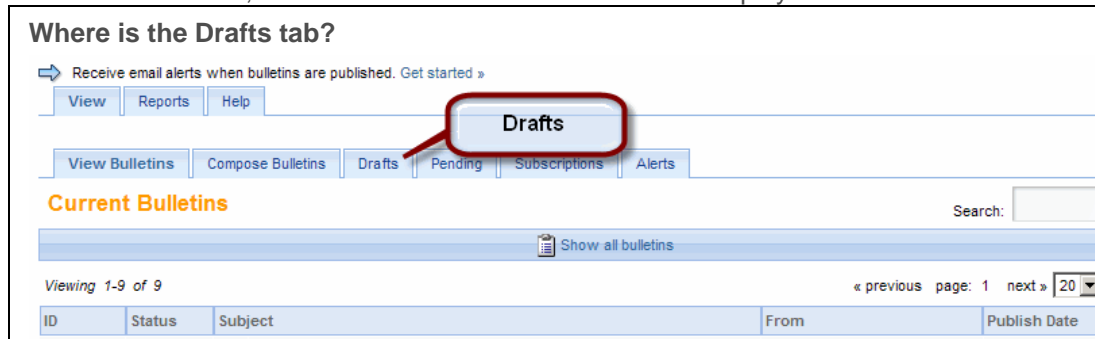 Where is the Drafts tab?
Receive email alerts when bulletins are published. Get started »
View Reports Help
Drafts
View Bulletins Compose Bulletins Drafts Pending Subscriptions Alerts
Current Bulletins
Search:
Show all bulletins
Viewing 1-9 of 9 « previous page: 1 next » 20
ID Status Subject From Publish Date